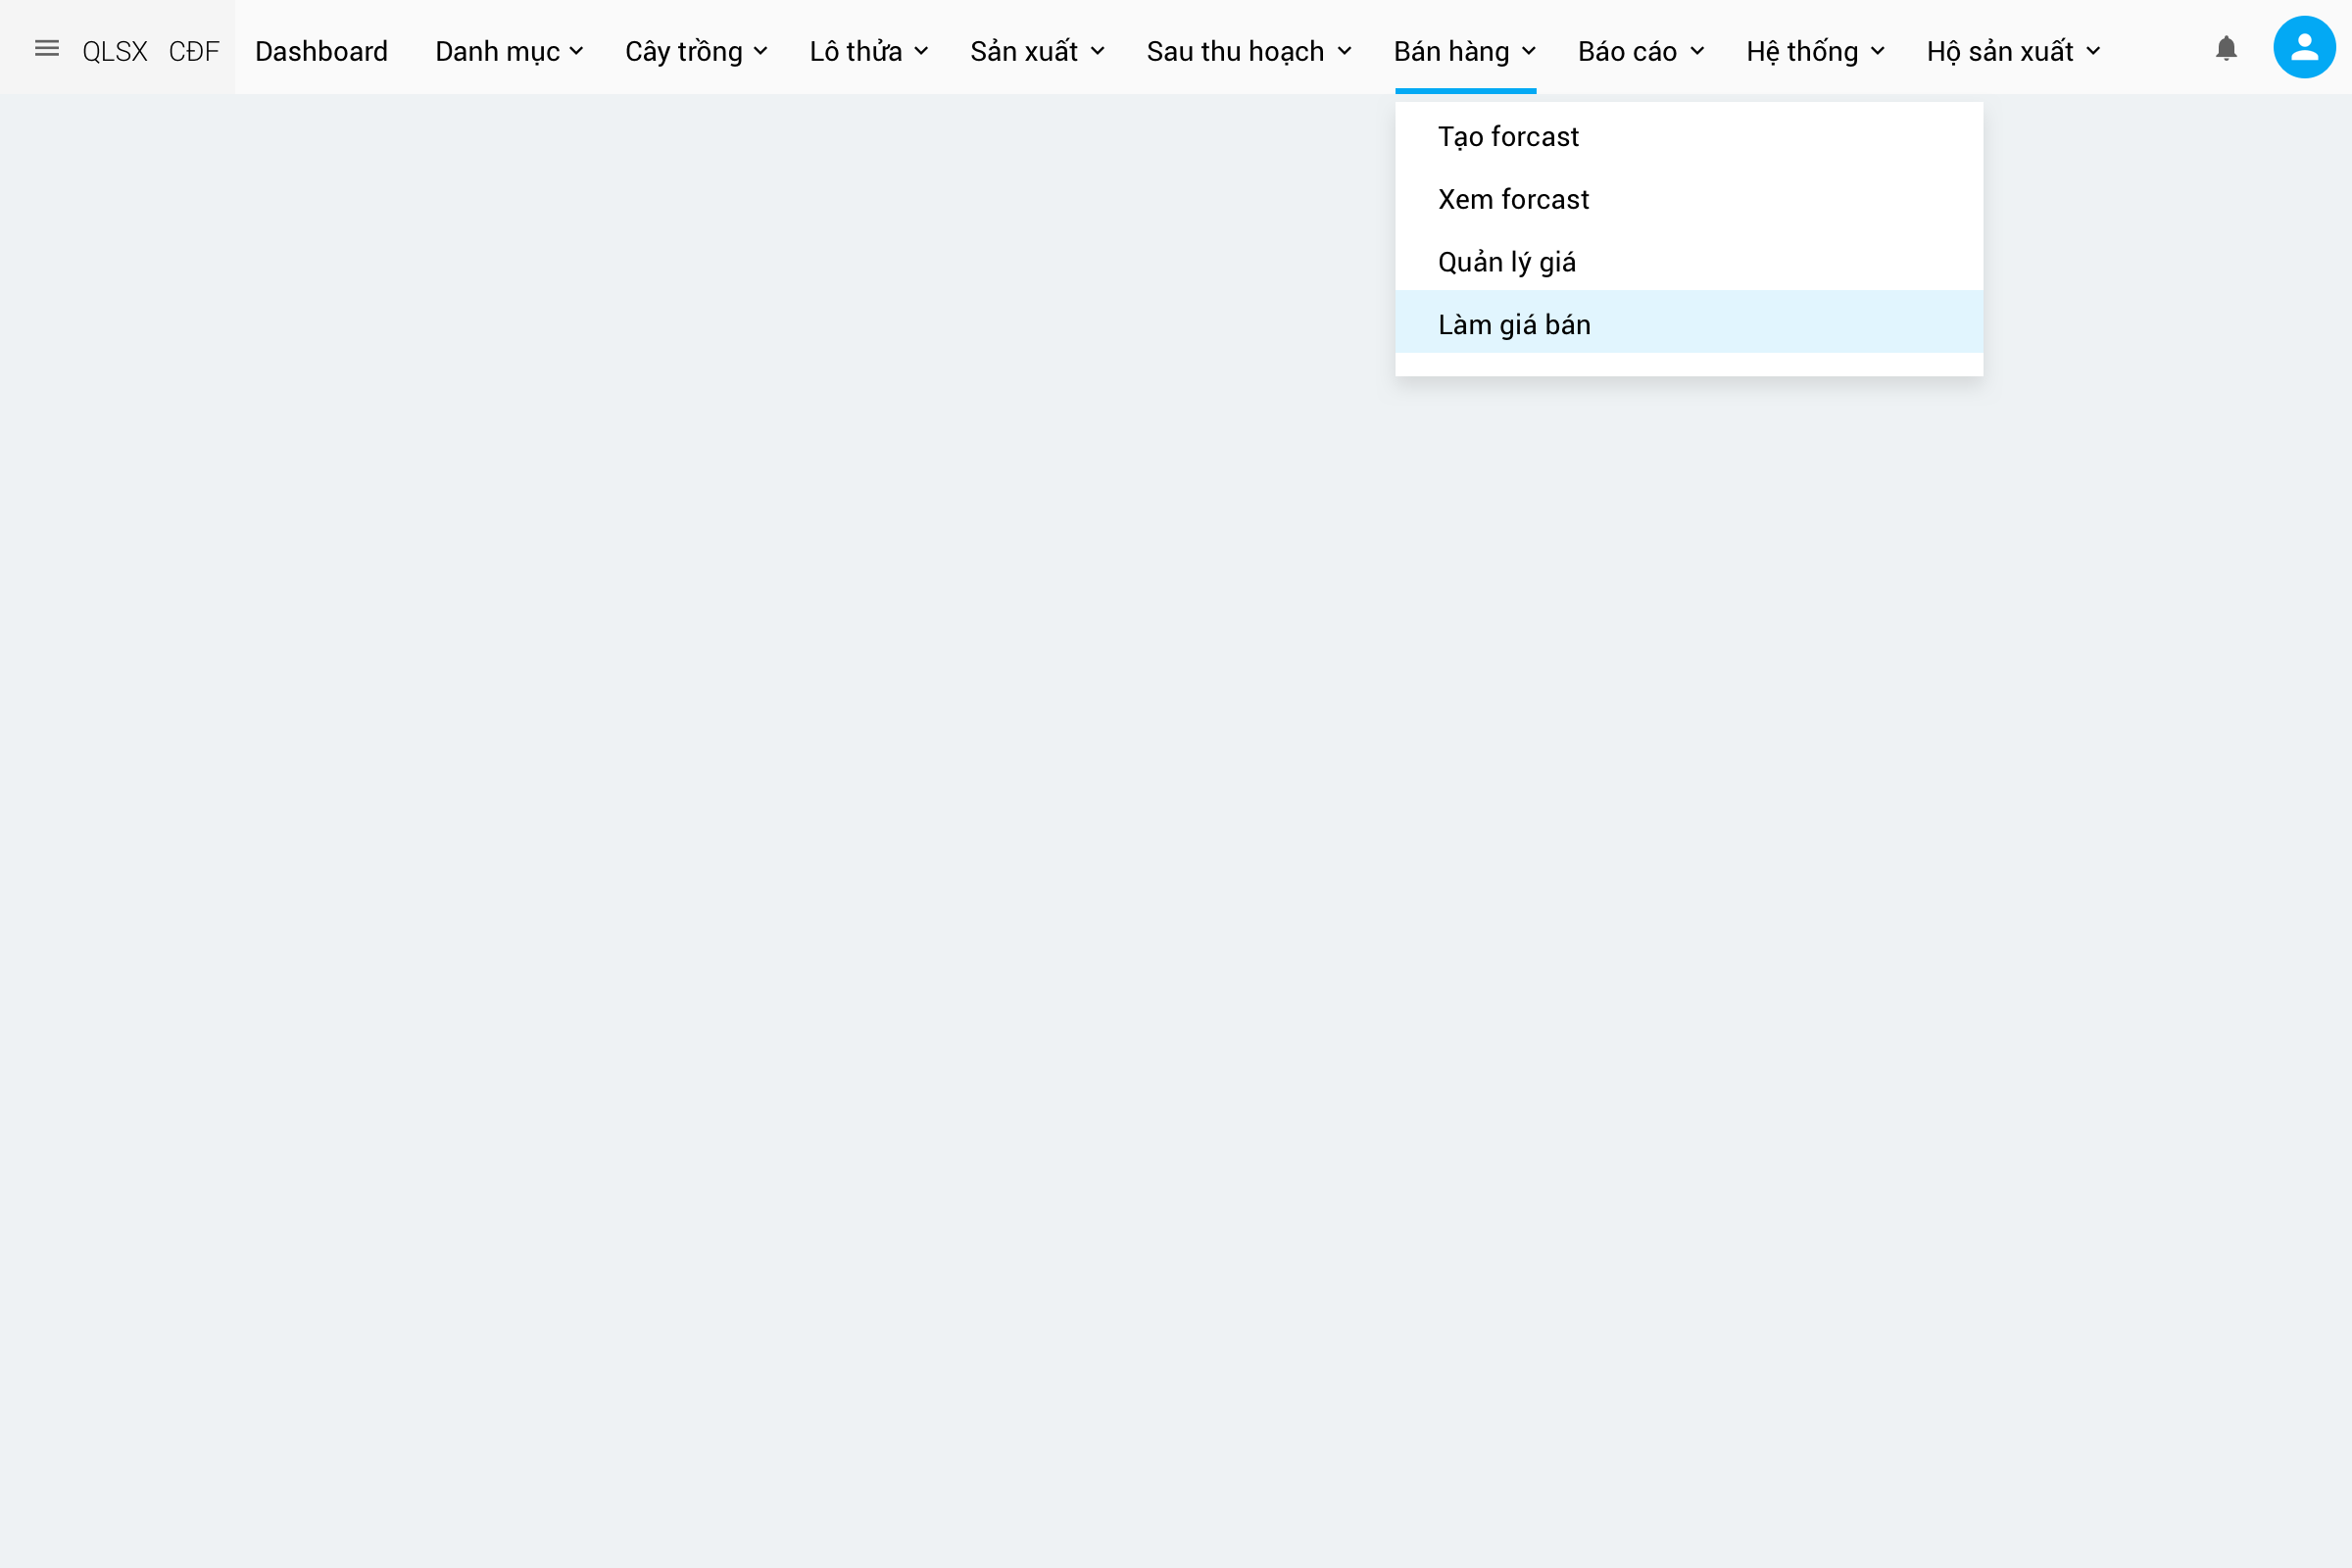 QLSX CĐF Dashboard Danh mục Cây trồng Lô thửa Sản xuất Sau thu hoạch Bán hàng Báo cáo Hệ thống Hộ sản xuất
Tạo forcast
Xem forcast
Quản lý giá
Làm giá bán